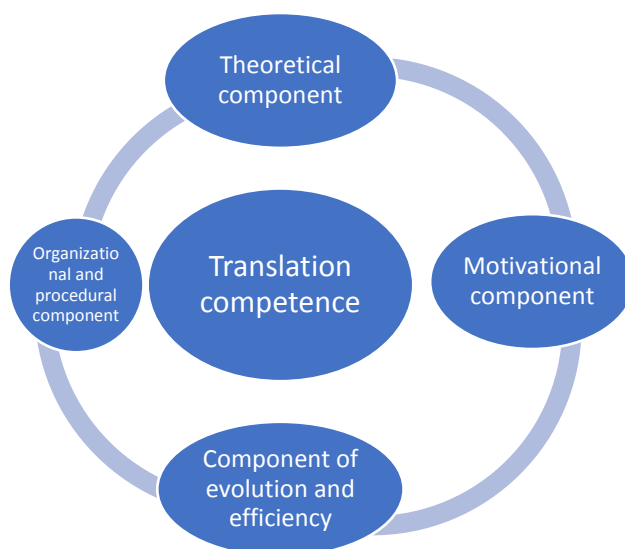 Theoretical
component
Organizatio
nal and
procedural
component
Translation
competence
Motivational
component
Component of
evolution and
efficiency